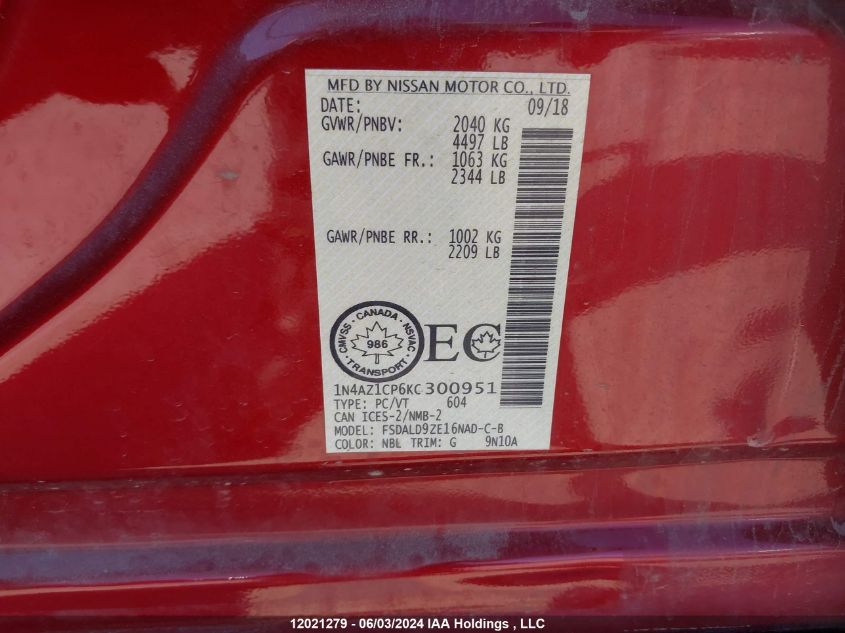 MFD BY NISSAN MOTOR CO., LTD.
DATE: 09/18
GVWR/PNBV: 2040 KG
4497 LB
GAWR/PNBE FR.: 1063 KG
2344 LB
GAWR/PNBE RR.: 1002 KG
2209 LB
CMVSS · CANADA · NSVAC
986
TRANSPORT
EC
1N4AZ1CP6KC300951
TYPE: PC/VT 604
CAN ICES-2/NMB-2
MODEL: FSDALD9ZE16NAD-C-B
COLOR: NBL TRIM: G 9N10A
12021279 - 06/03/2024 IAA Holdings , LLC